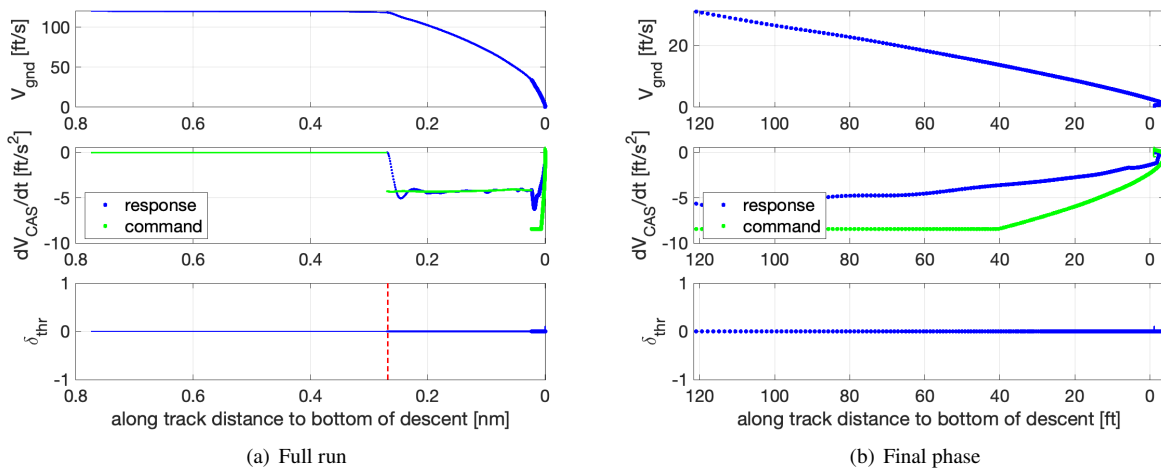 V_gnd [ft/s]
100
50
0
0.8 0.6 0.4 0.2 0
dV_CAS/dt [ft/s^2]
0
-5
-10
response
command
0.8 0.6 0.4 0.2 0
δ_thr
1
0
-1
0.8 0.6 0.4 0.2 0
along track distance to bottom of descent [nm]
(a) Full run
V_gnd [ft/s]
20
0
120 100 80 60 40 20 0
dV_CAS/dt [ft/s^2]
0
-5
-10
response
command
120 100 80 60 40 20 0
δ_thr
1
0
-1
120 100 80 60 40 20 0
along track distance to bottom of descent [ft]
(b) Final phase